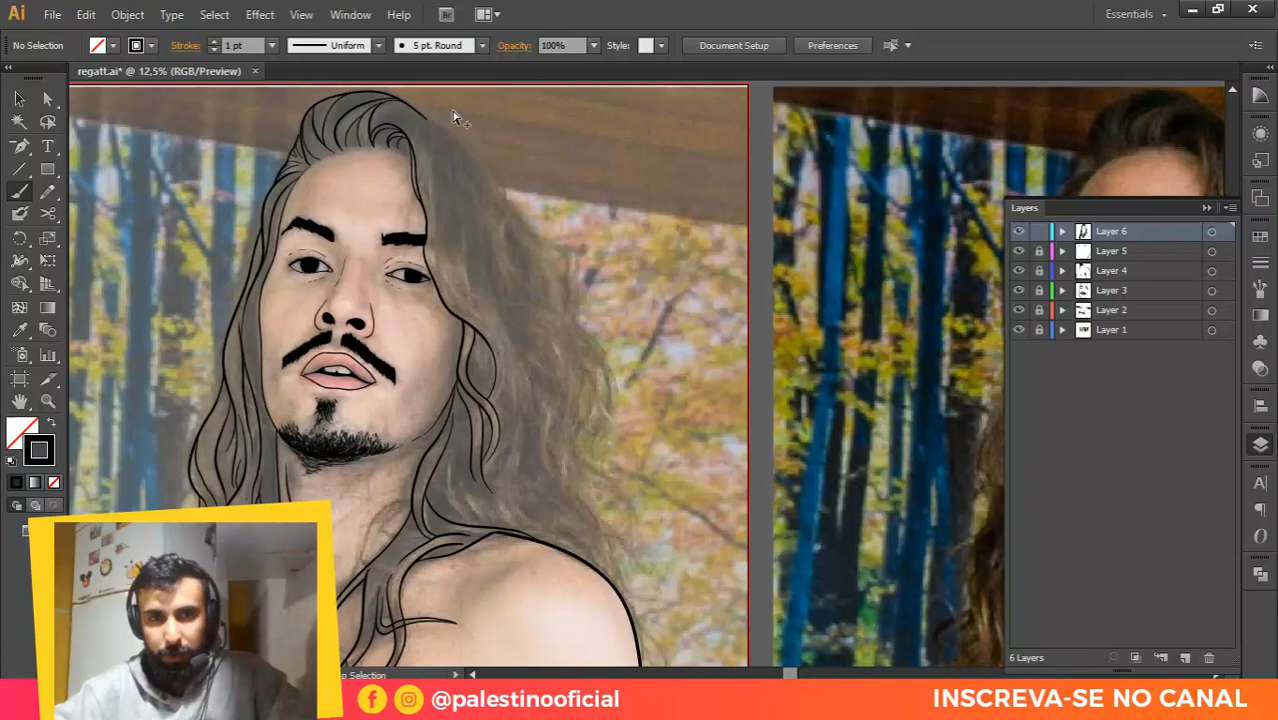 Ai File Edit Object Type Select Effect View Window Help Br Essentials
No Selection Stroke: 1 pt Uniform 5 pt. Round Opacity: 100% Style: Document Setup Preferences
regatt.ai* @ 12,5% (RGB/Preview)
Layers
Layer 6
Layer 5
Layer 4
Layer 3
Layer 2
Layer 1
6 Layers
p Selection
@palestinooficial
INSCREVA-SE NO CANAL